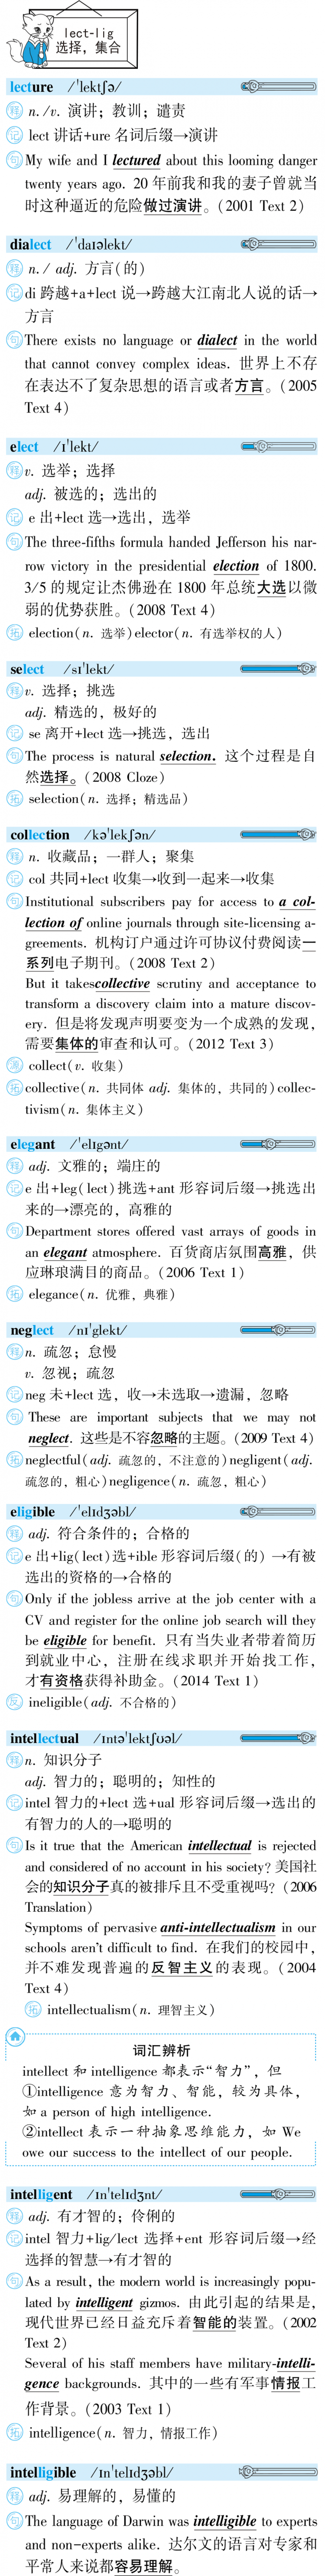 lect-lig
选择，集合
lecture /ˈlektʃə/
释 n. /v. 演讲；教训；谴责
记 lect 讲话+ure 名词后缀→演讲
句 My wife and I lectured about this looming danger
twenty years ago. 20 年前我和我的妻子曾就当
时这种逼近的危险做过演讲。（2001 Text 2）
dialect /ˈdaɪəlekt/
释 n. / adj. 方言(的)
记 di 跨越+a+lect 说→跨越大江南北人说的话→
方言
句 There exists no language or dialect in the world
that cannot convey complex ideas. 世界上不存
在表达不了复杂思想的语言或者方言。（2005
Text 4）
elect /ɪˈlekt/
释 v. 选举；选择
adj. 被选的；选出的
记 e 出+lect 选→选出，选举
句 The three-fifths formula handed Jefferson his nar-
row victory in the presidential election of 1800.
3/5 的规定让杰佛逊在 1800 年总统大选以微
弱的优势获胜。（2008 Text 4）
拓 election(n. 选举) elector(n. 有选举权的人)
select /sɪˈlekt/
释 v. 选择；挑选
adj. 精选的，极好的
记 se 离开+lect 选→挑选，选出
句 The process is natural selection. 这个过程是自
然选择。（2008 Cloze）
拓 selection(n. 选择；精选品)
collection /kəˈlekʃən/
释 n. 收藏品；一群人；聚集
记 col 共同+lect 收集→收到一起来→收集
句 Institutional subscribers pay for access to a col-
lection of online journals through site-licensing a-
greements. 机构订户通过许可协议付费阅读一
系列电子期刊。（2008 Text 2）
But it takescollective scrutiny and acceptance to
transform a discovery claim into a mature discov-
ery. 但是将发现声明要变为一个成熟的发现，
需要集体的审查和认可。（2012 Text 3）
源 collect(v. 收集)
拓 collective(n. 共同体 adj. 集体的，共同的) collec-
tivism(n. 集体主义)
elegant /ˈelɪgənt/
释 adj. 文雅的；端庄的
记 e 出+leg(lect)挑选+ant 形容词后缀→挑选出
来的→漂亮的，高雅的
句 Department stores offered vast arrays of goods in
an elegant atmosphere. 百货商店氛围高雅，供
应琳琅满目的商品。（2006 Text 1）
拓 elegance(n. 优雅，典雅)
neglect /nɪˈglekt/
释 n. 疏忽；怠慢
v. 忽视；疏忽
记 neg 未+lect 选，收→未选取→遗漏，忽略
句 These are important subjects that we may not
neglect. 这些是不容忽略的主题。（2009 Text 4）
拓 neglectful(adj. 疏忽的，不注意的) negligent(adj.
疏忽的，粗心) negligence(n. 疏忽，粗心)
eligible /ˈelɪdʒəbl/
释 adj. 符合条件的；合格的
记 e 出+lig(lect)选+ible 形容词后缀(的) →有被
选出的资格的→合格的
句 Only if the jobless arrive at the job center with a
CV and register for the online job search will they
be eligible for benefit. 只有当失业者带着简历
到就业中心，注册在线求职并开始找工作，
才有资格获得补助金。（2014 Text 1）
反 ineligible(adj. 不合格的)
intellectual /ɪntəˈlektʃʊəl/
释 n. 知识分子
adj. 智力的；聪明的；知性的
记 intel 智力的+lect 选+ual 形容词后缀→选出的
有智力的人的→聪明的
句 Is it true that the American intellectual is rejected
and considered of no account in his society? 美国社
会的知识分子真的被排斥且不受重视吗？（2006
Translation）
Symptoms of pervasive anti-intellectualism in our
schools aren't difficult to find. 在我们的校园中，
并不难发现普遍的反智主义的表现。（2004
Text 4）
拓 intellectualism(n. 理智主义)
词汇辨析
intellect 和 intelligence 都表示“智力”，但
①intelligence 意为智力、智能，较为具体，
如 a person of high intelligence.
②intellect 表示一种抽象思维能力，如 We
owe our success to the intellect of our people.
intelligent /ɪnˈtelɪdʒnt/
释 adj. 有才智的；伶俐的
记 intel 智力+lig/lect 选择+ent 形容词后缀→经
选择的智慧→有才智的
句 As a result, the modern world is increasingly popu-
lated by intelligent gizmos. 由此引起的结果是，
现代世界已经日益充斥着智能的装置。（2002
Text 2）
Several of his staff members have military-intelli-
gence backgrounds. 其中的一些有军事情报工
作背景。（2003 Text 1）
拓 intelligence(n. 智力，情报工作)
intelligible /ɪnˈtelɪdʒəbl/
释 adj. 易理解的，易懂的
句 The language of Darwin was intelligible to experts
and non-experts alike. 达尔文的语言对专家和
平常人来说都容易理解。